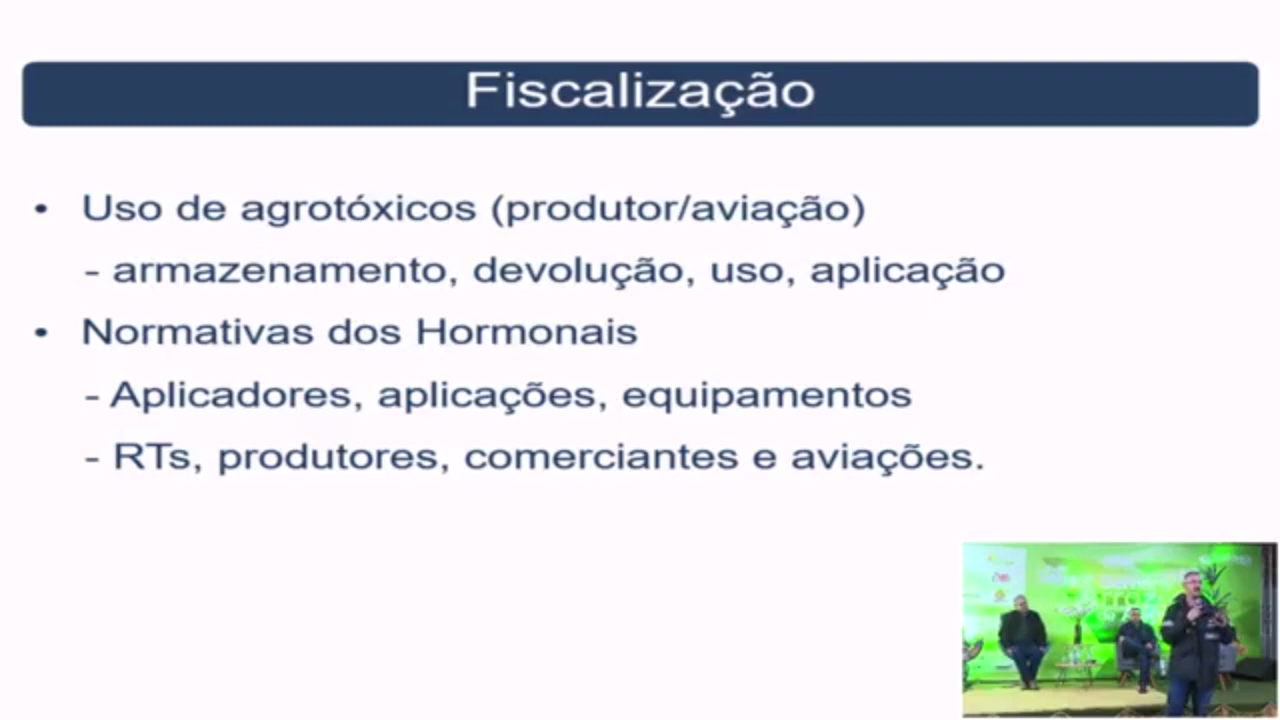 Fiscalização
• Uso de agrotóxicos (produtor/aviação)
- armazenamento, devolução, uso, aplicação
• Normativas dos Hormonais
- Aplicadores, aplicações, equipamentos
- RTs, produtores, comerciantes e aviações.